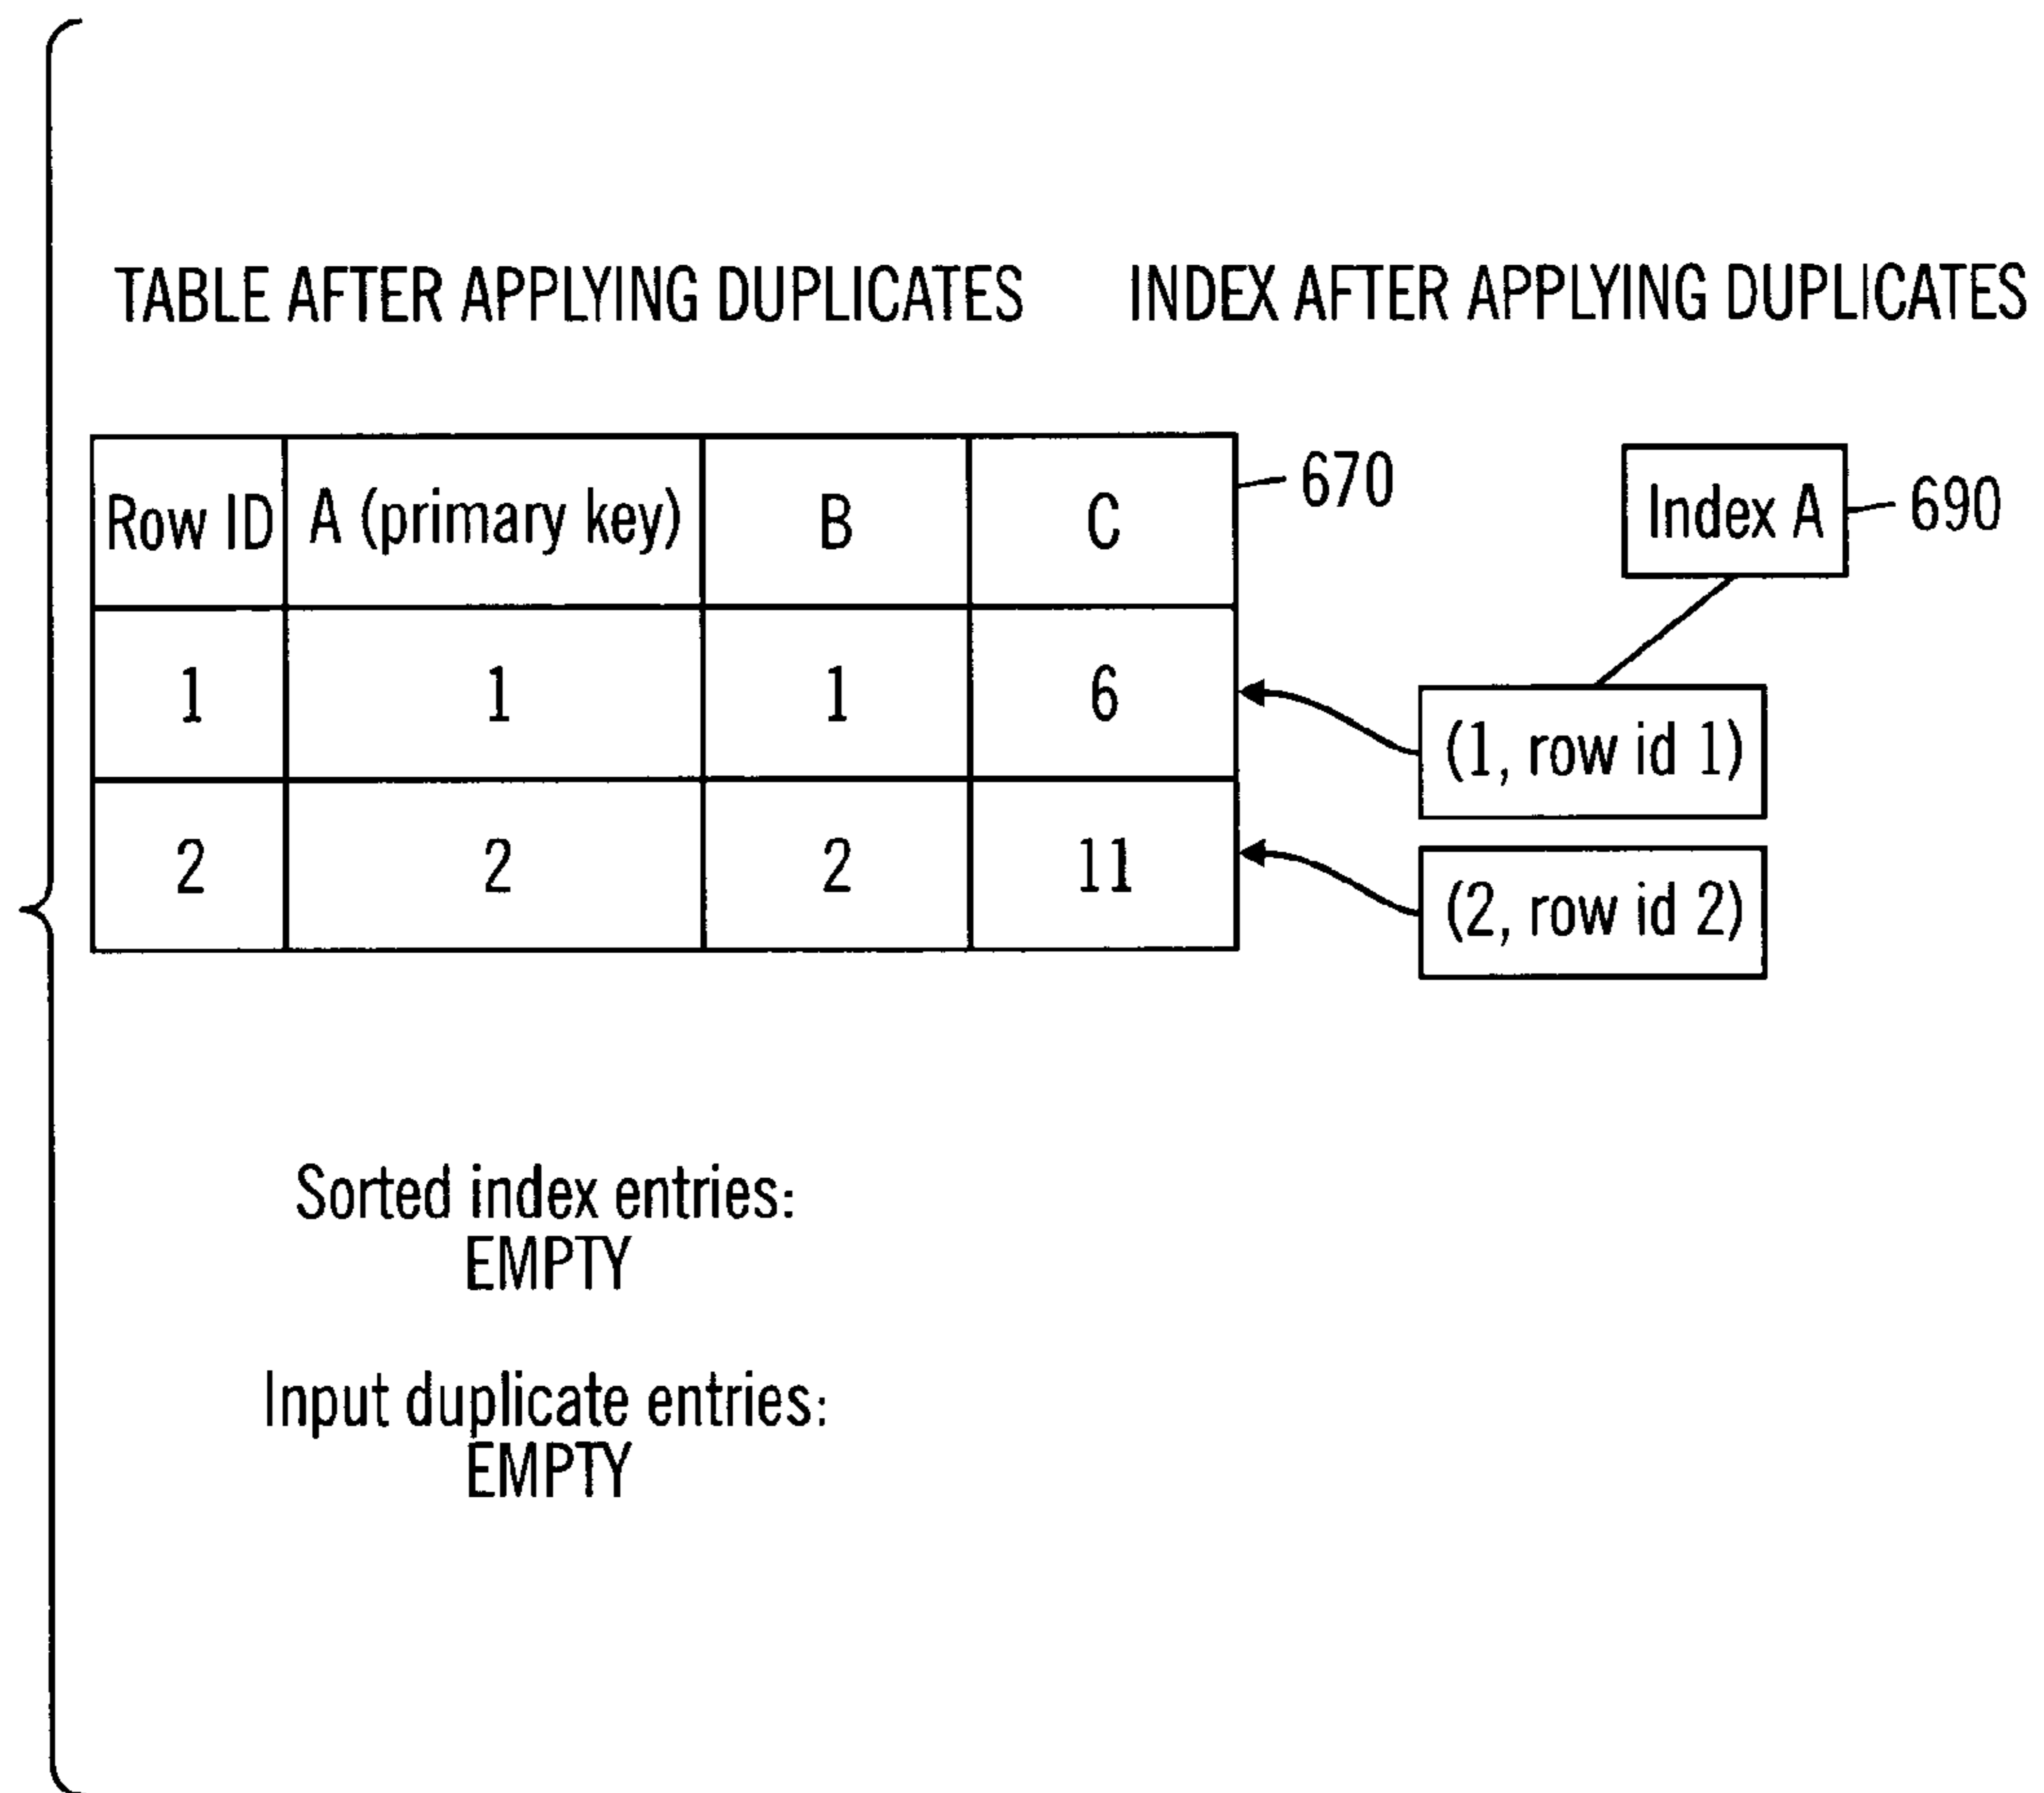 TABLE AFTER APPLYING DUPLICATES INDEX AFTER APPLYING DUPLICATES
Row ID A (primary key) B C 670 Index A 690
1 1 1 6 (1, row id 1)
2 2 2 11 (2, row id 2)
Sorted index entries:
EMPTY
Input duplicate entries:
EMPTY